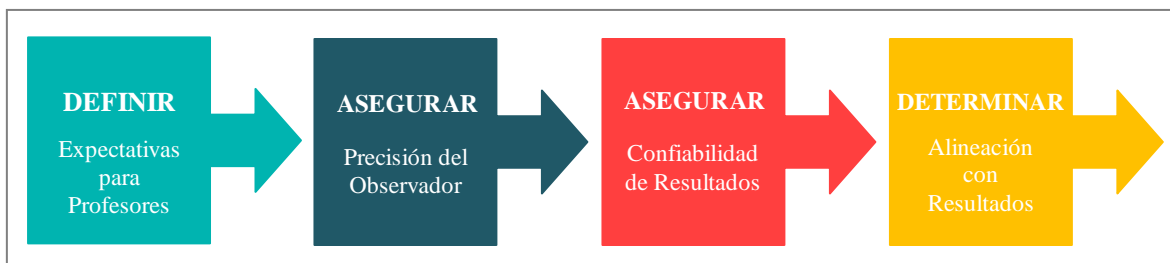 DEFINIR
Expectativas
para
Profesores
ASEGURAR
Precisión del
Observador
ASEGURAR
Confiabilidad
de Resultados
DETERMINAR
Alineación
con
Resultados